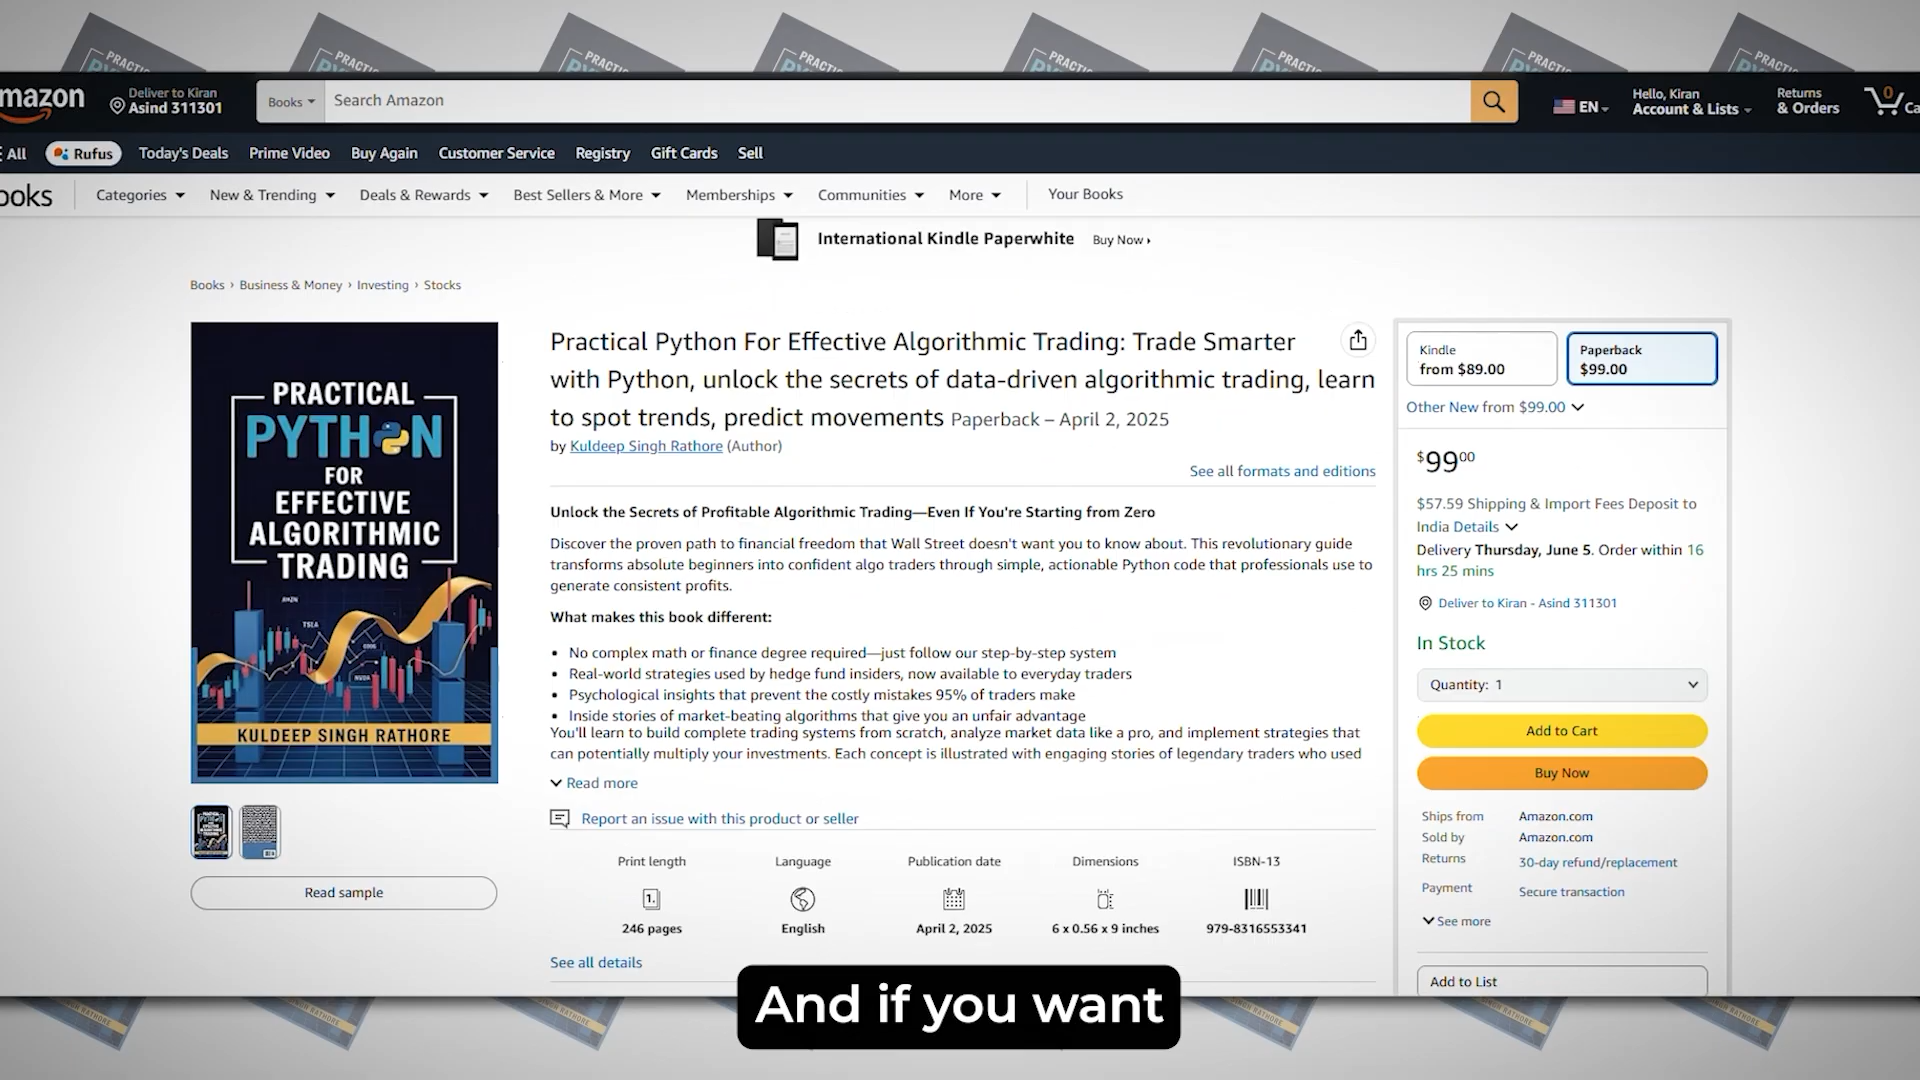 mazon
Deliver to Kiran
Asind 311301
Books
Search Amazon
EN
Hello, Kiran
Account & Lists
Returns
& Orders
0
All
Rufus
Today's Deals
Prime Video
Buy Again
Customer Service
Registry
Gift Cards
Sell
ooks
Categories
New & Trending
Deals & Rewards
Best Sellers & More
Memberships
Communities
More
Your Books
International Kindle Paperwhite
Buy Now ›
Books › Business & Money › Investing › Stocks
PRACTICAL
PYTHON
FOR
EFFECTIVE
ALGORITHMIC
TRADING
TSLA
NVDA
KULDEEP SINGH RATHORE
Read sample
Practical Python For Effective Algorithmic Trading: Trade Smarter
with Python, unlock the secrets of data-driven algorithmic trading, learn
to spot trends, predict movements Paperback – April 2, 2025
by Kuldeep Singh Rathore (Author)
See all formats and editions
Unlock the Secrets of Profitable Algorithmic Trading—Even If You're Starting from Zero
Discover the proven path to financial freedom that Wall Street doesn't want you to know about. This revolutionary guide
transforms absolute beginners into confident algo traders through simple, actionable Python code that professionals use to
generate consistent profits.
What makes this book different:
• No complex math or finance degree required—just follow our step-by-step system
• Real-world strategies used by hedge fund insiders, now available to everyday traders
• Psychological insights that prevent the costly mistakes 95% of traders make
• Inside stories of market-beating algorithms that give you an unfair advantage
You'll learn to build complete trading systems from scratch, analyze market data like a pro, and implement strategies that
can potentially multiply your investments. Each concept is illustrated with engaging stories of legendary traders who used
Read more
Report an issue with this product or seller
Print length
246 pages
Language
English
Publication date
April 2, 2025
Dimensions
6 x 0.56 x 9 inches
ISBN-13
979-8316553341
See all details
Kindle
from $89.00
Paperback
$99.00
Other New from $99.00
$9900
$57.59 Shipping & Import Fees Deposit to
India Details
Delivery Thursday, June 5. Order within 16
hrs 25 mins
Deliver to Kiran - Asind 311301
In Stock
Quantity: 1
Add to Cart
Buy Now
Ships from Amazon.com
Sold by Amazon.com
Returns 30-day refund/replacement
Payment Secure transaction
See more
Add to List
And if you want